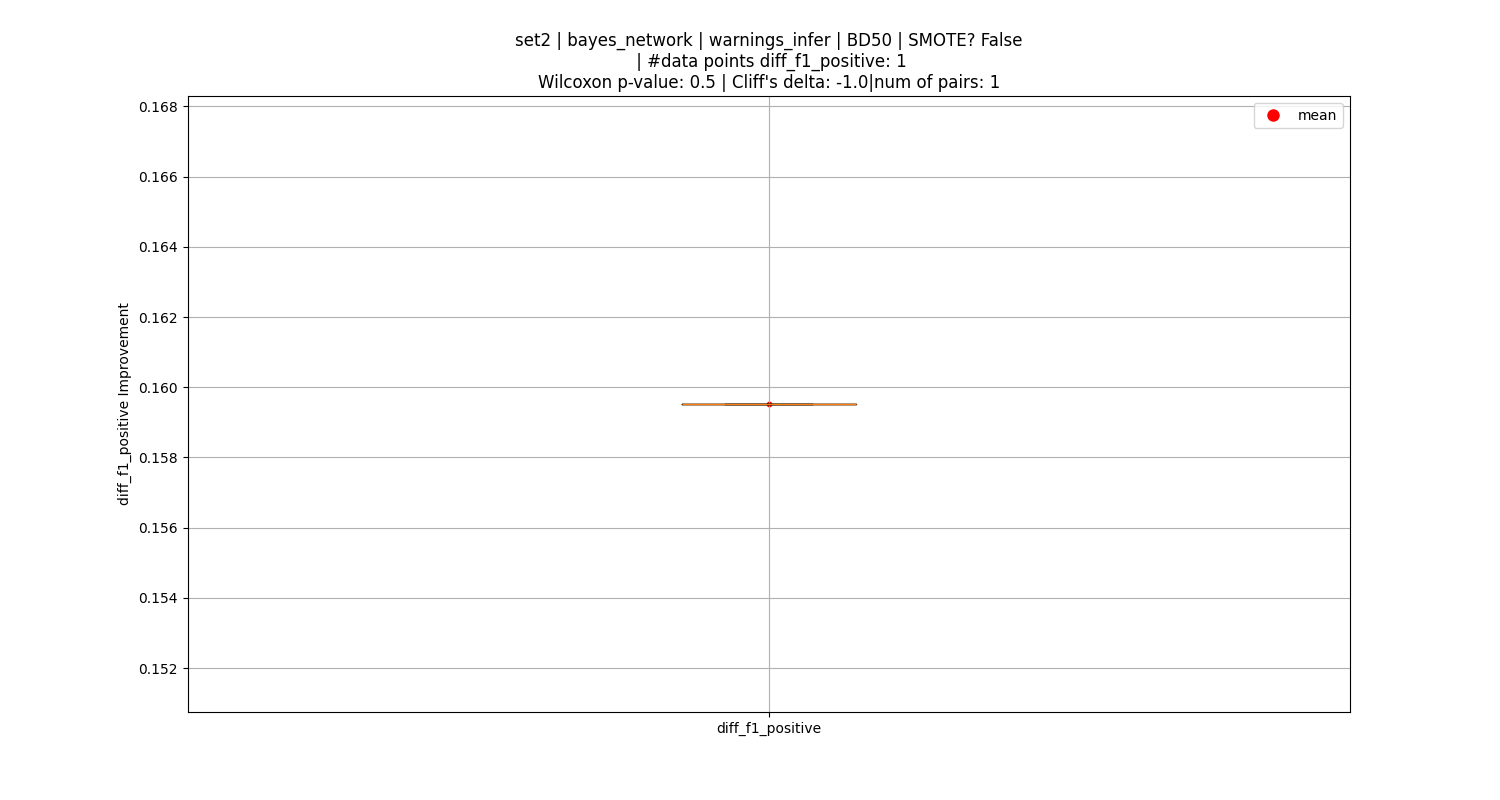 set2 | bayes_network | warnings_infer | BD50 | SMOTE? False
| #data points diff_f1_positive: 1
Wilcoxon p-value: 0.5 | Cliff's delta: -1.0|num of pairs: 1
mean
0.168
0.166
0.164
0.162
0.160
0.158
0.156
0.154
0.152
diff_f1_positive Improvement
diff_f1_positive